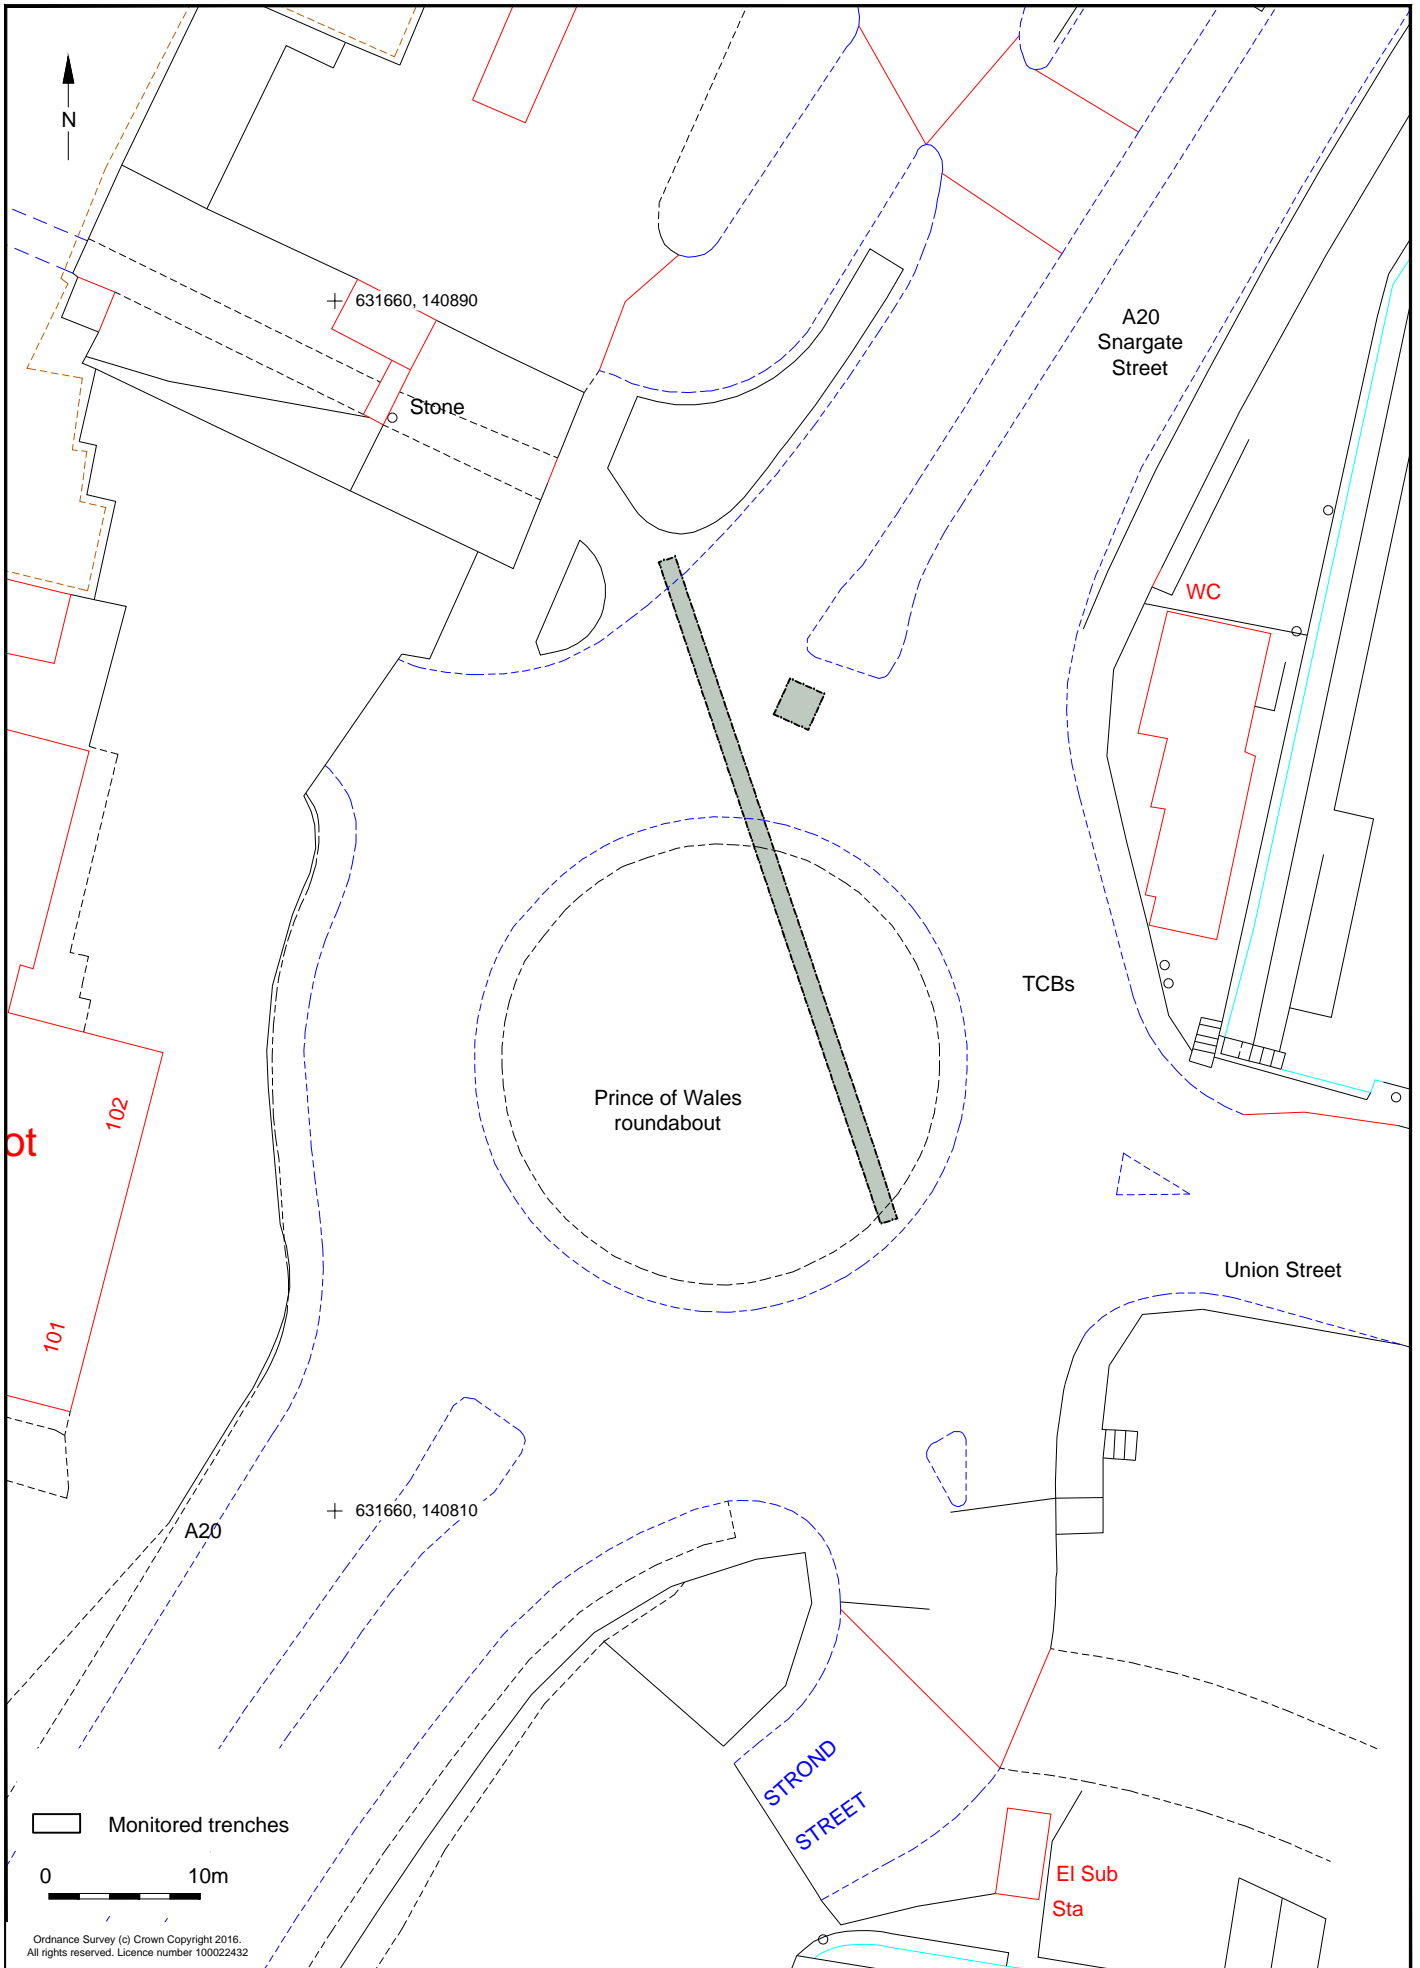 N
631660, 140890
A20
Snargate
Street
Stone
WC
TCBs
Prince of Wales
roundabout
102
ot
Union Street
101
631660, 140810
A20
STROND
STREET
Monitored trenches
0 10m
El Sub
Sta
Ordnance Survey (c) Crown Copyright 2016.
All rights reserved. Licence number 100022432